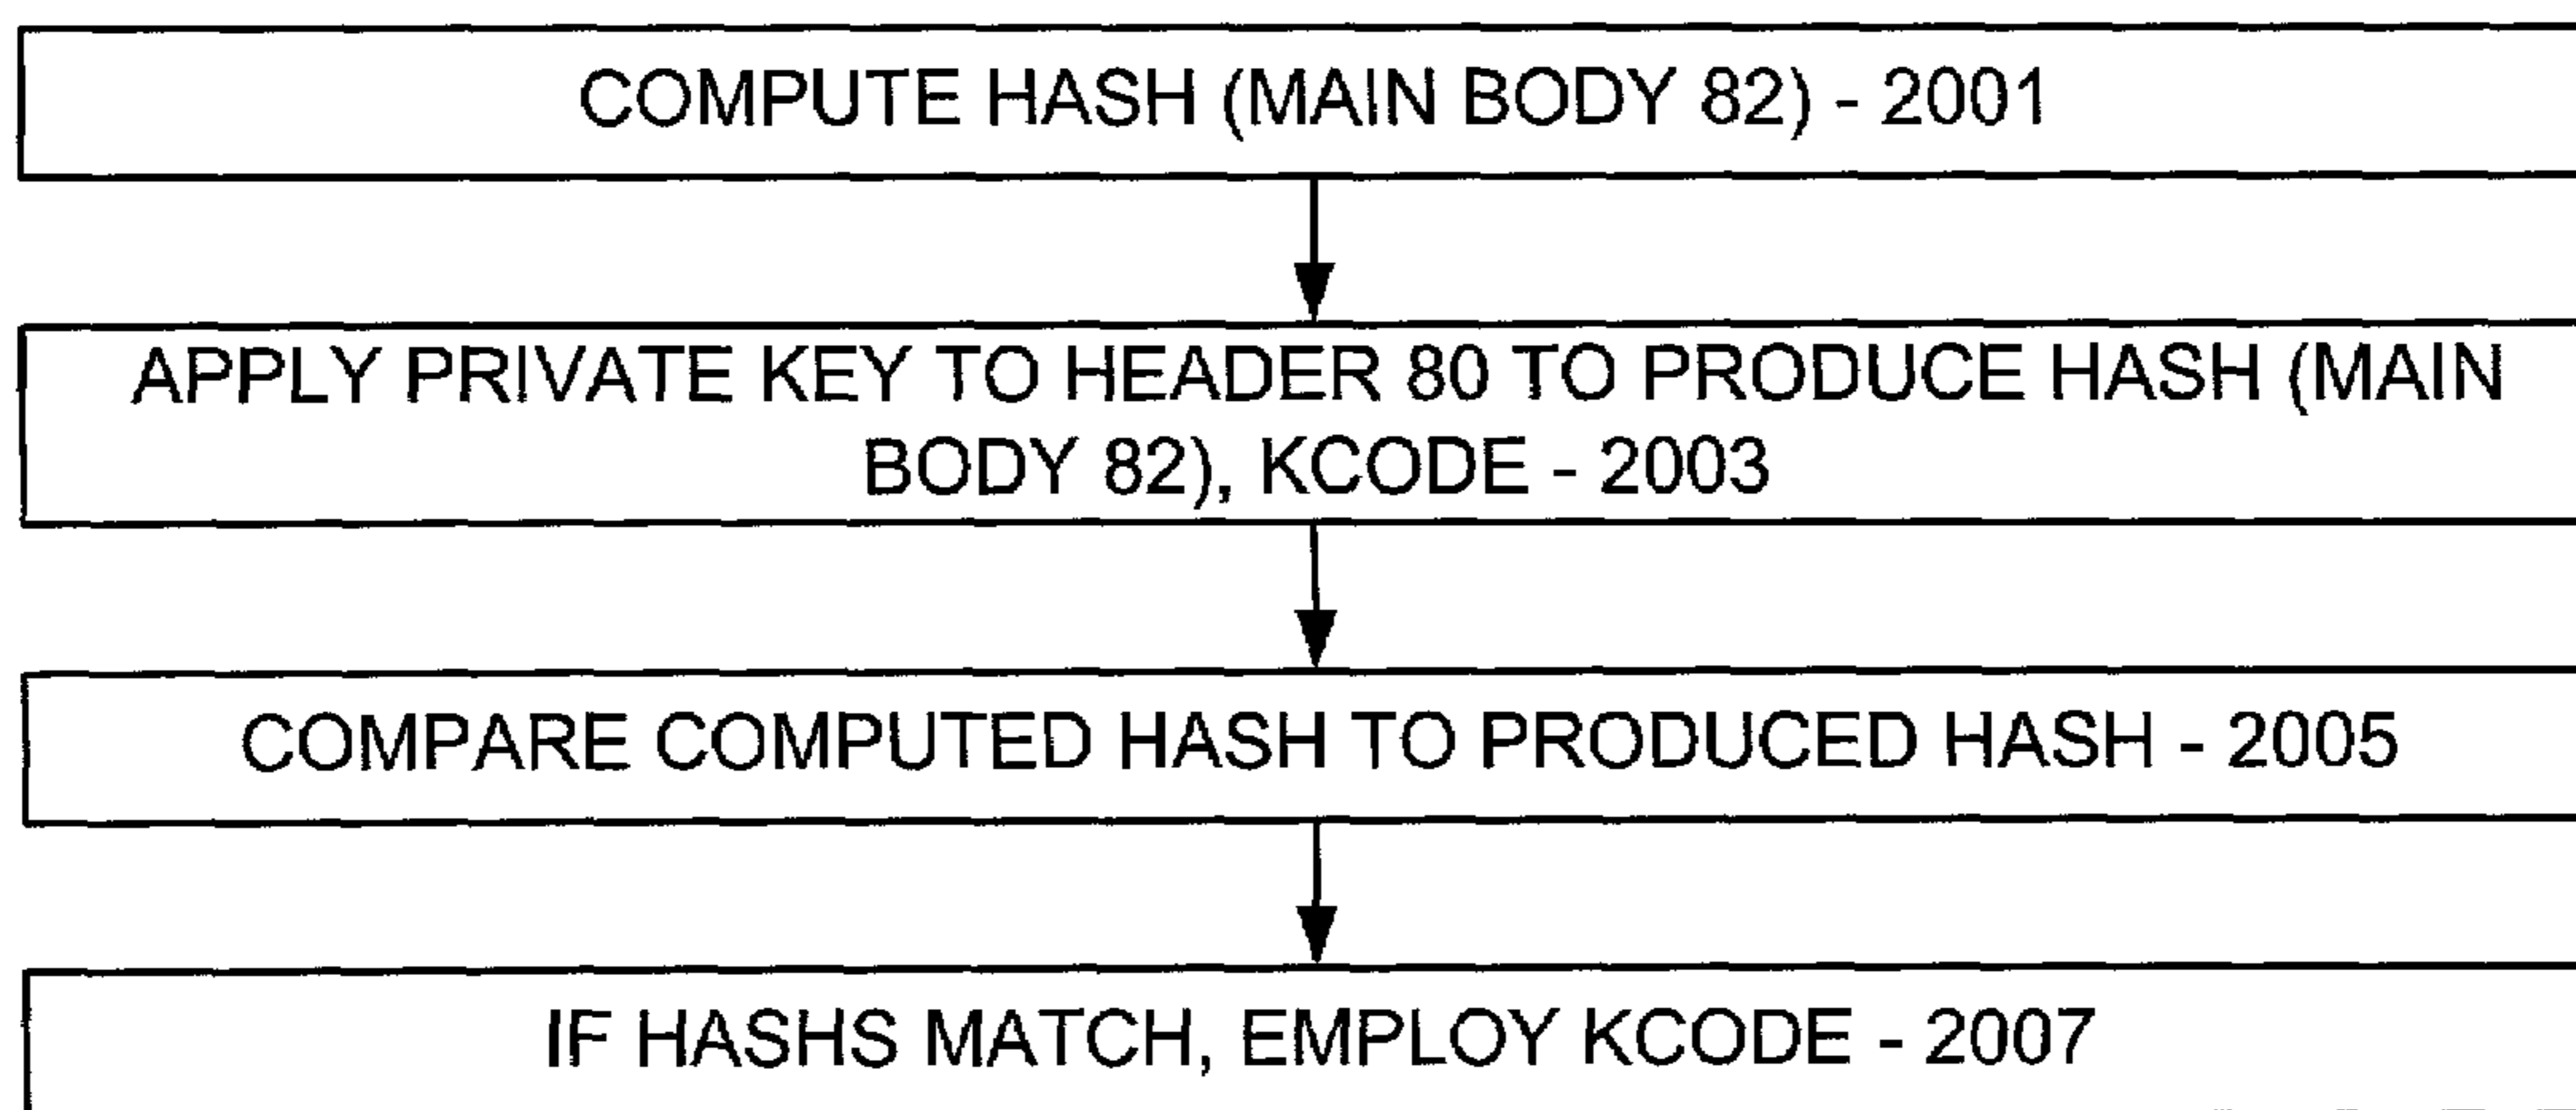 COMPUTE HASH (MAIN BODY 82) - 2001
APPLY PRIVATE KEY TO HEADER 80 TO PRODUCE HASH (MAIN
BODY 82), KCODE - 2003
COMPARE COMPUTED HASH TO PRODUCED HASH - 2005
IF HASHS MATCH, EMPLOY KCODE - 2007